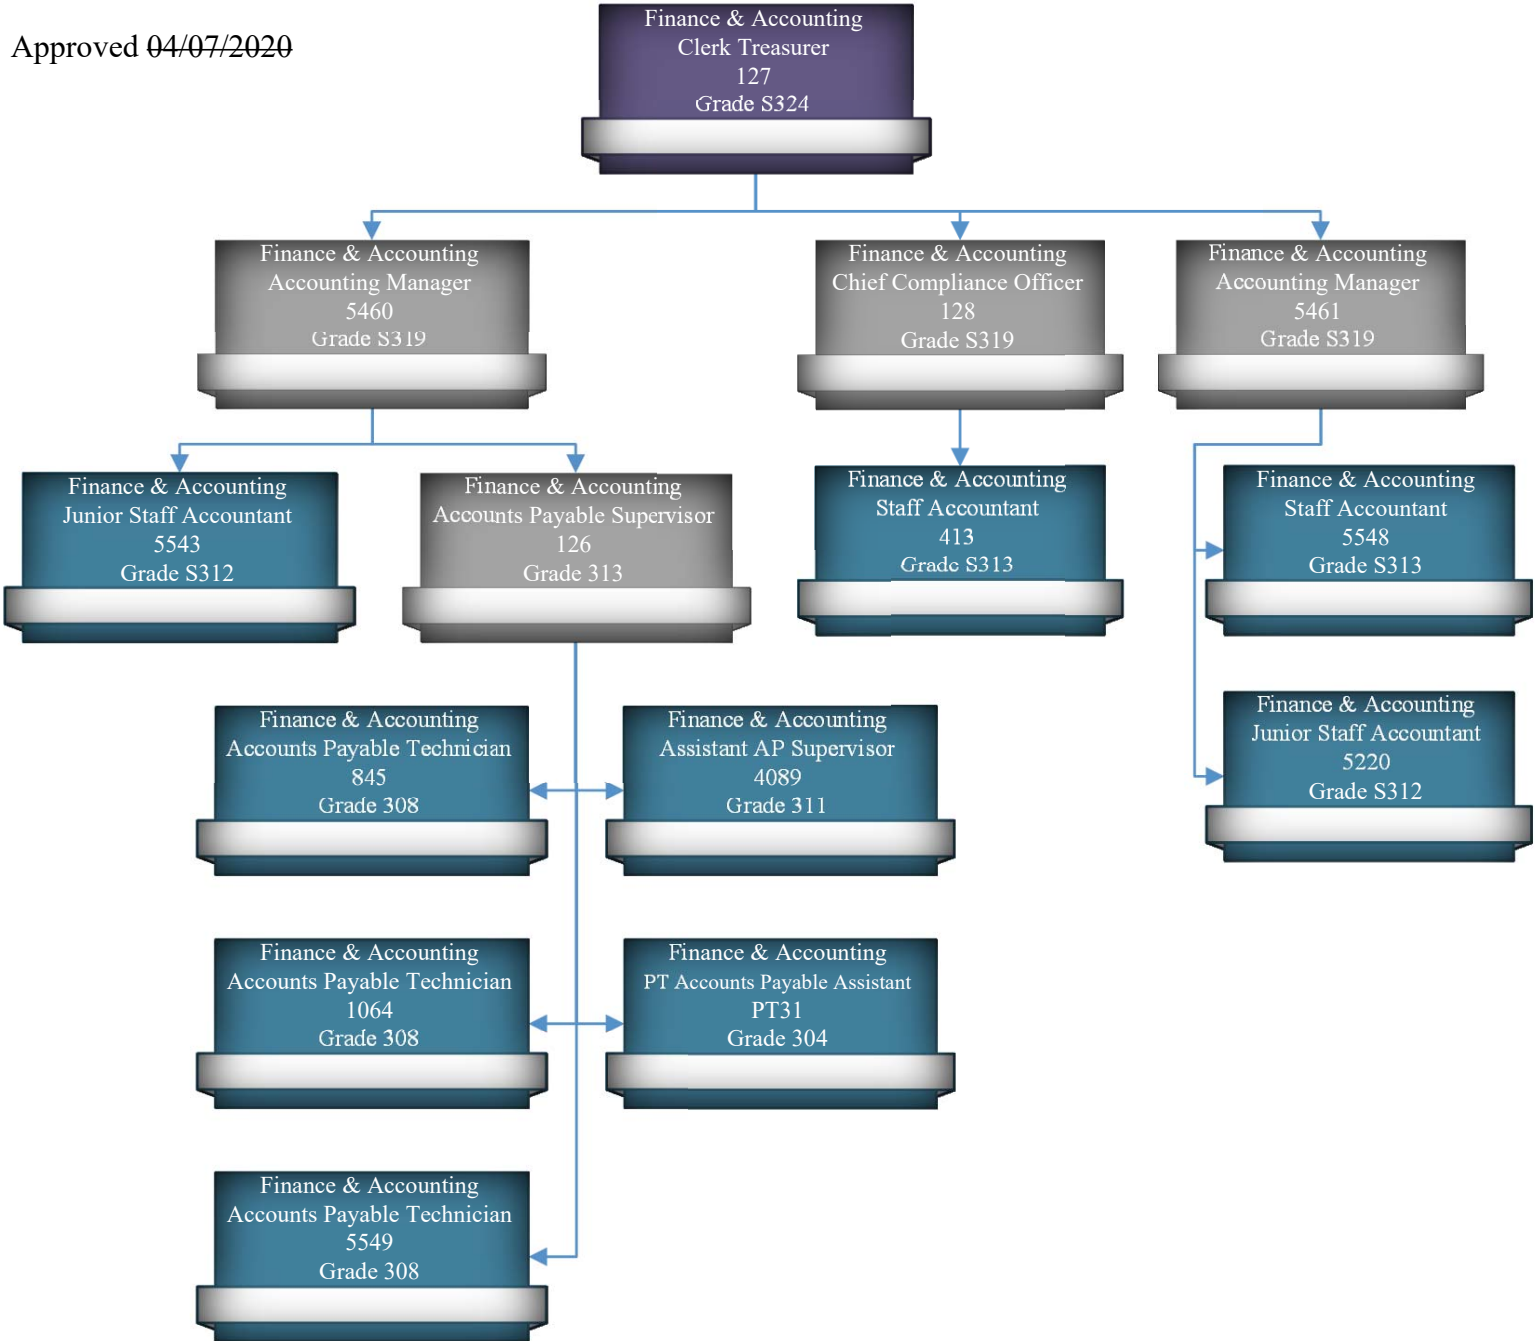 Approved 04/07/2020
Finance & Accounting
Clerk Treasurer
127
Grade S324
Finance & Accounting
Accounting Manager
5460
Grade S319
Finance & Accounting
Chief Compliance Officer
128
Grade S319
Finance & Accounting
Accounting Manager
5461
Grade S319
Finance & Accounting
Junior Staff Accountant
5543
Grade S312
Finance & Accounting
Accounts Payable Supervisor
126
Grade 313
Finance & Accounting
Staff Accountant
413
Grade S313
Finance & Accounting
Staff Accountant
5548
Grade S313
Finance & Accounting
Accounts Payable Technician
845
Grade 308
Finance & Accounting
Assistant AP Supervisor
4089
Grade 311
Finance & Accounting
Junior Staff Accountant
5220
Grade S312
Finance & Accounting
Accounts Payable Technician
1064
Grade 308
Finance & Accounting
PT Accounts Payable Assistant
PT31
Grade 304
Finance & Accounting
Accounts Payable Technician
5549
Grade 308